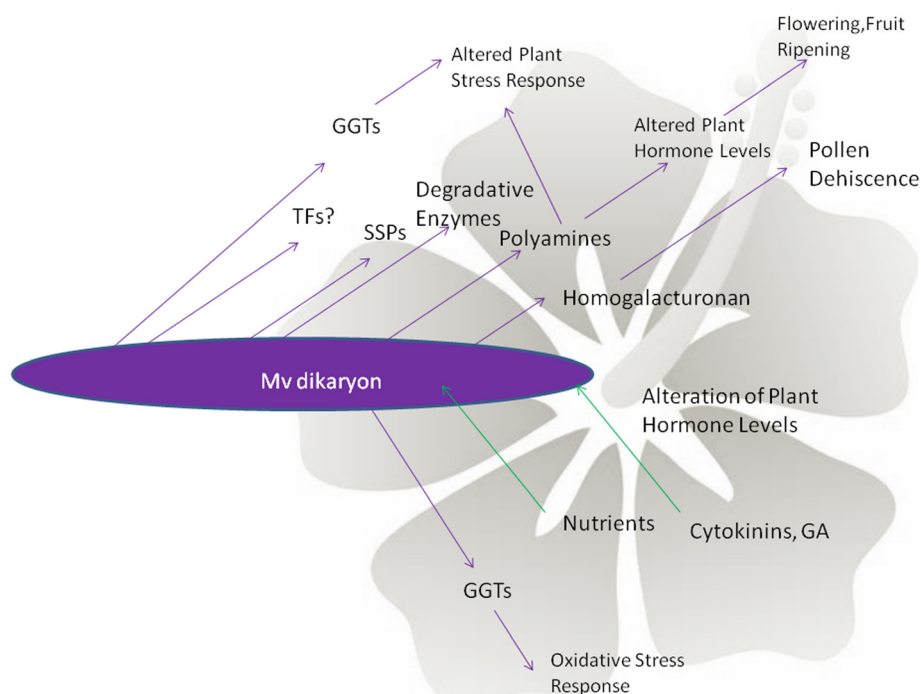 Flowering,Fruit
Ripening
Altered Plant
Stress Response
GGTs
Altered Plant
Hormone Levels
Pollen
Dehiscence
Degradative
Enzymes
TFs?
SSPs
Polyamines
Homogalacturonan
Mv dikaryon
Alteration of Plant
Hormone Levels
Nutrients
Cytokinins, GA
GGTs
Oxidative Stress
Response